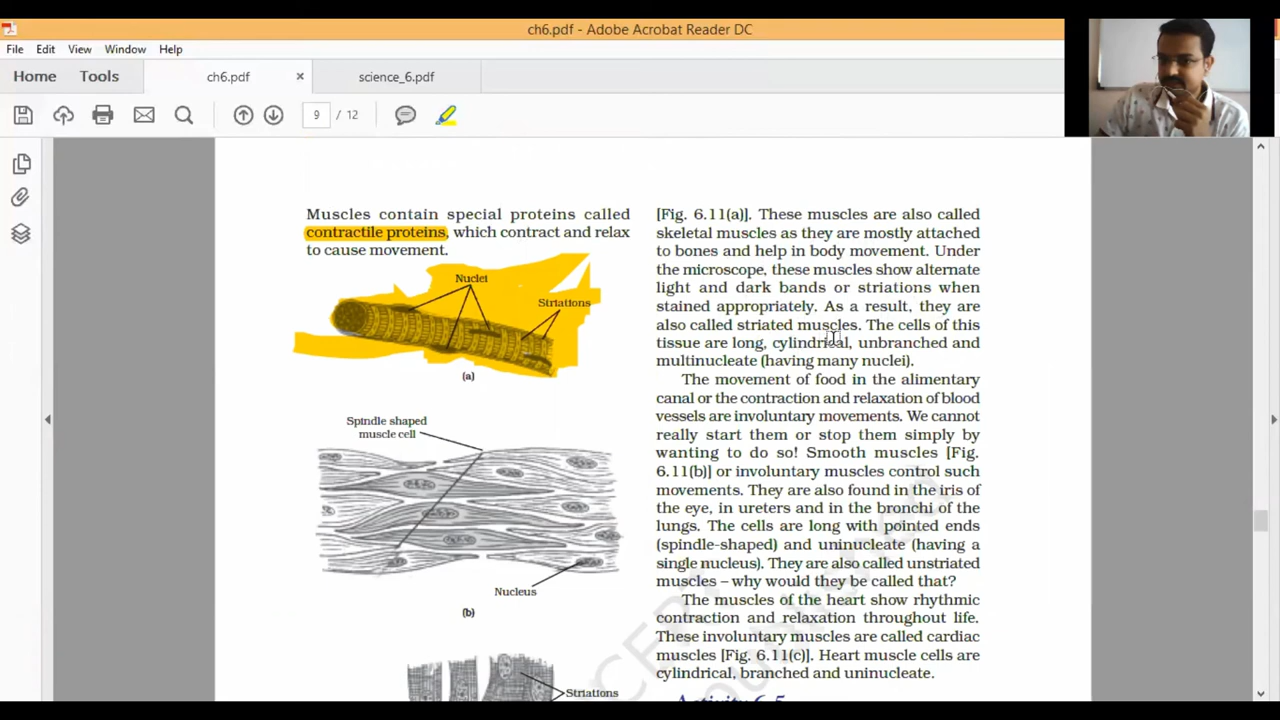 ch6.pdf - Adobe Acrobat Reader DC
File Edit View Window Help
Home Tools ch6.pdf × science_6.pdf
9 / 12
Muscles contain special proteins called
contractile proteins, which contract and relax
to cause movement.
Nuclei
Striations
(a)
Spindle shaped
muscle cell
Nucleus
(b)
Striations
[Fig. 6.11(a)]. These muscles are also called
skeletal muscles as they are mostly attached
to bones and help in body movement. Under
the microscope, these muscles show alternate
light and dark bands or striations when
stained appropriately. As a result, they are
also called striated muscles. The cells of this
tissue are long, cylindrical, unbranched and
multinucleate (having many nuclei).
The movement of food in the alimentary
canal or the contraction and relaxation of blood
vessels are involuntary movements. We cannot
really start them or stop them simply by
wanting to do so! Smooth muscles [Fig.
6.11(b)] or involuntary muscles control such
movements. They are also found in the iris of
the eye, in ureters and in the bronchi of the
lungs. The cells are long with pointed ends
(spindle-shaped) and uninucleate (having a
single nucleus). They are also called unstriated
muscles – why would they be called that?
The muscles of the heart show rhythmic
contraction and relaxation throughout life.
These involuntary muscles are called cardiac
muscles [Fig. 6.11(c)]. Heart muscle cells are
cylindrical, branched and uninucleate.
Activity 6.5